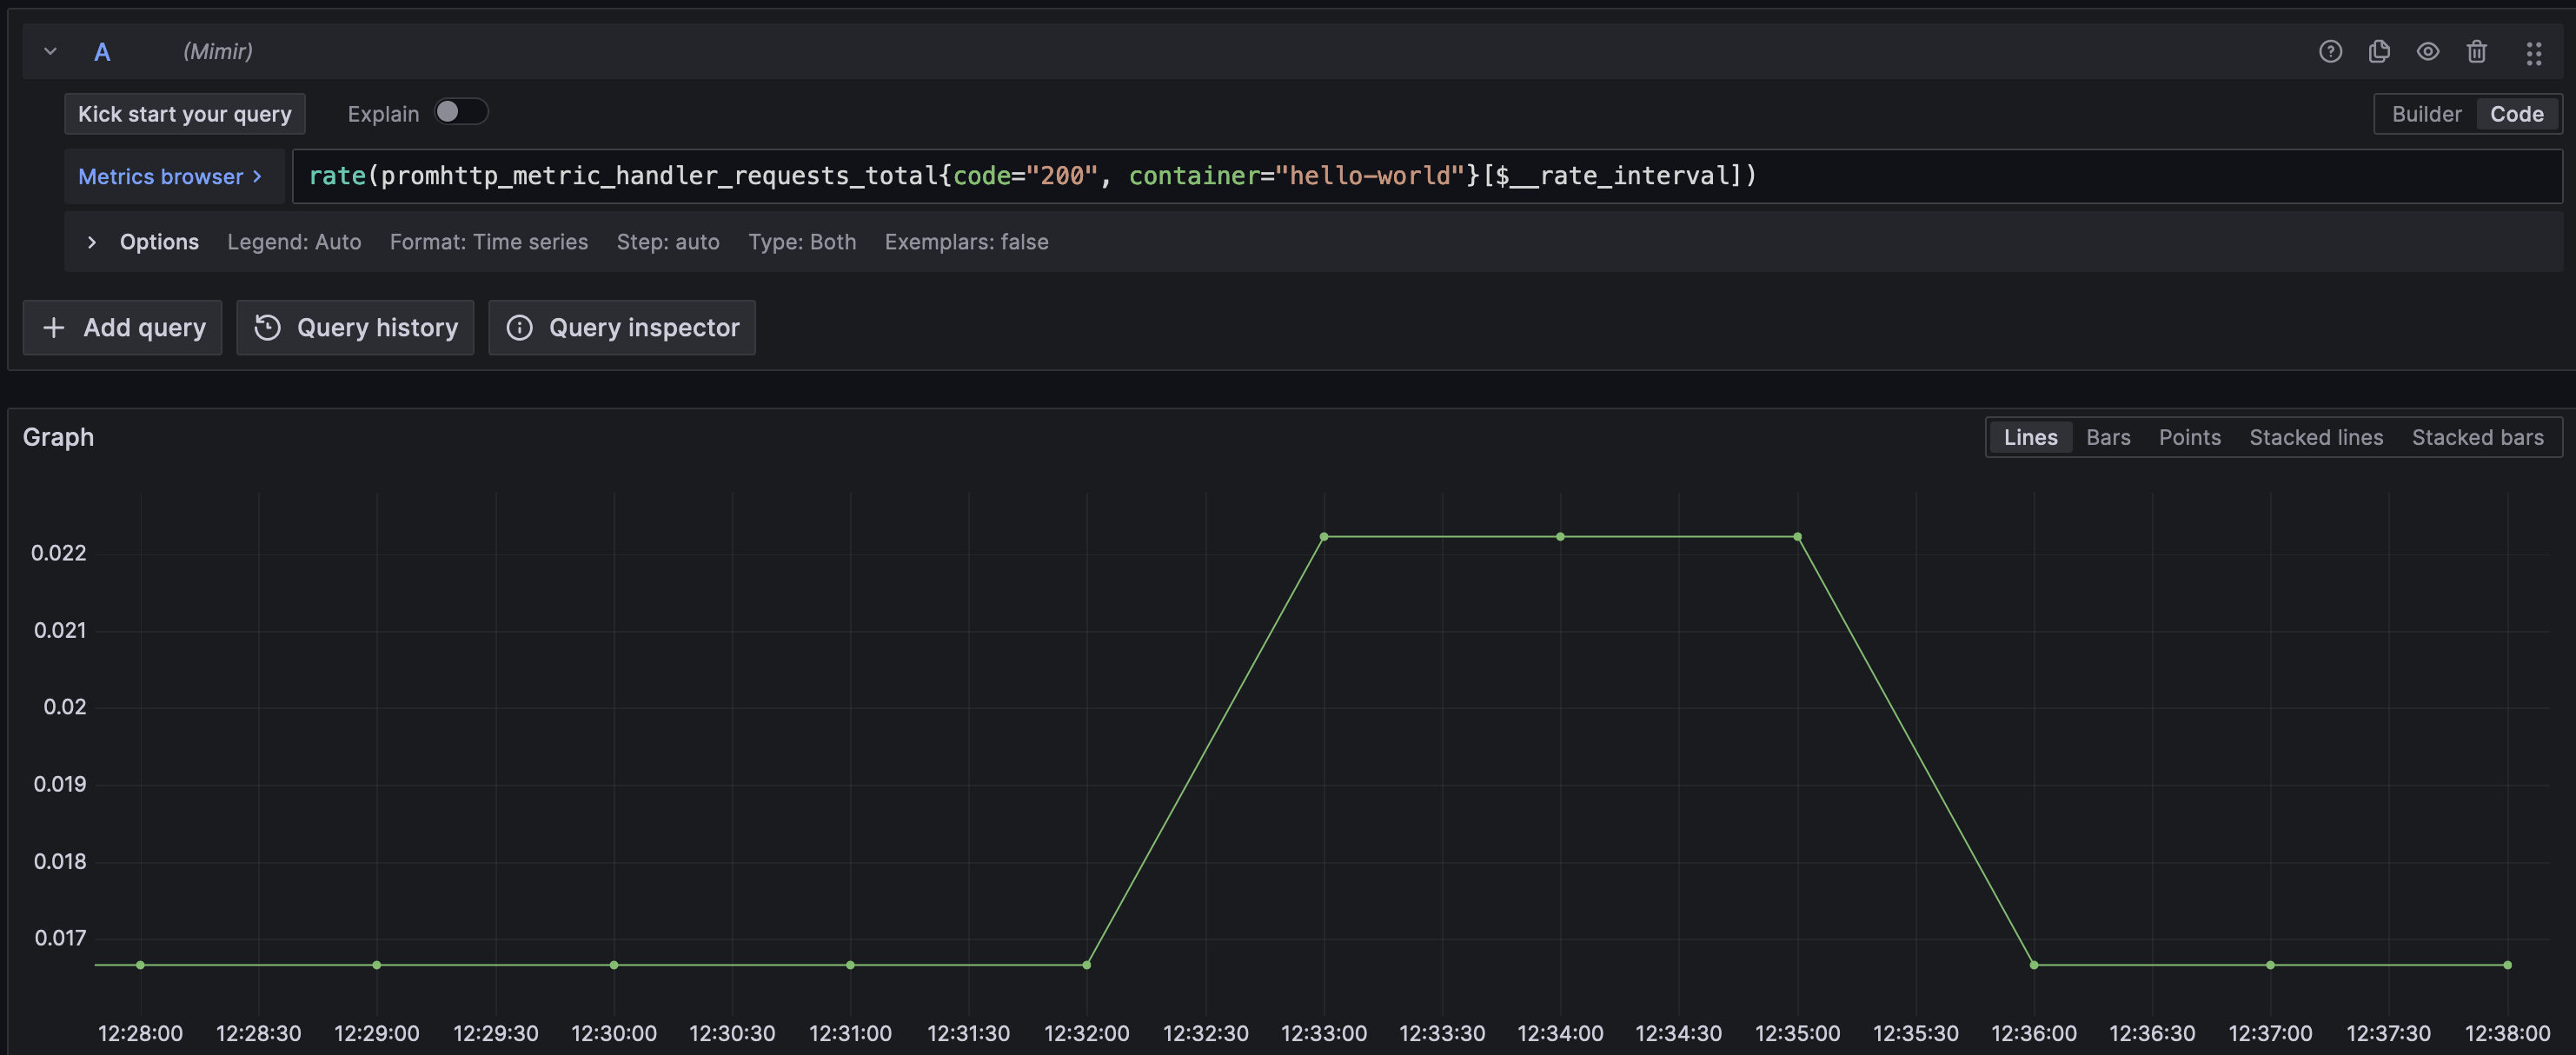 A (Mimir)
Kick start your query Explain Builder Code
Metrics browser > rate(promhttp_metric_handler_requests_total{code="200", container="hello-world"}[$__rate_interval])
Options Legend: Auto Format: Time series Step: auto Type: Both Exemplars: false
+ Add query Query history Query inspector
Graph Lines Bars Points Stacked lines Stacked bars
0.022
0.021
0.02
0.019
0.018
0.017
12:28:00 12:28:30 12:29:00 12:29:30 12:30:00 12:30:30 12:31:00 12:31:30 12:32:00 12:32:30 12:33:00 12:33:30 12:34:00 12:34:30 12:35:00 12:35:30 12:36:00 12:36:30 12:37:00 12:37:30 12:38:00